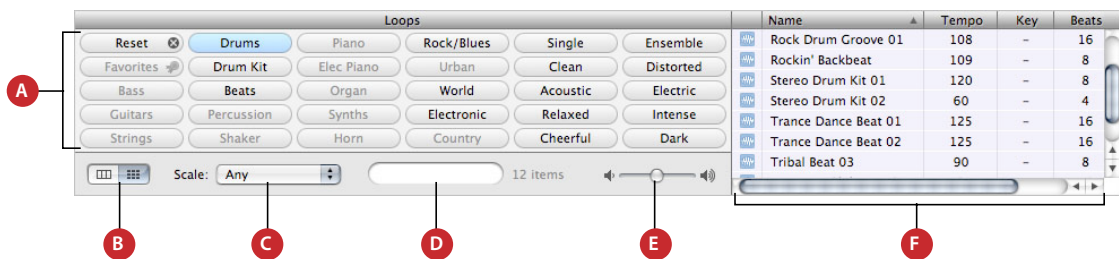 Loops
Name Tempo Key Beats
Reset Drums Piano Rock/Blues Single Ensemble
Favorites Drum Kit Elec Piano Urban Clean Distorted
Bass Beats Organ World Acoustic Electric
Guitars Percussion Synths Electronic Relaxed Intense
Strings Shaker Horn Country Cheerful Dark
Rock Drum Groove 01 108 – 16
Rockin' Backbeat 109 – 8
Stereo Drum Kit 01 120 – 8
Stereo Drum Kit 02 60 – 4
Trance Dance Beat 01 125 – 16
Trance Dance Beat 02 125 – 16
Tribal Beat 03 90 – 8
Scale: Any 12 items
A
B
C
D
E
F